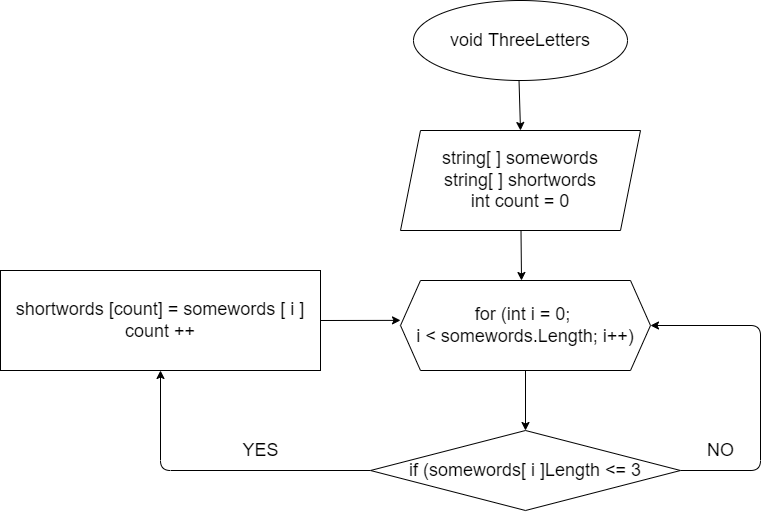 void ThreeLetters
string[ ] somewords
string[ ] shortwords
int count = 0
shortwords [count] = somewords [ i ]
count ++
for (int i = 0;
i < somewords.Length; i++)
YES
if (somewords[ i ]Length <= 3
NO